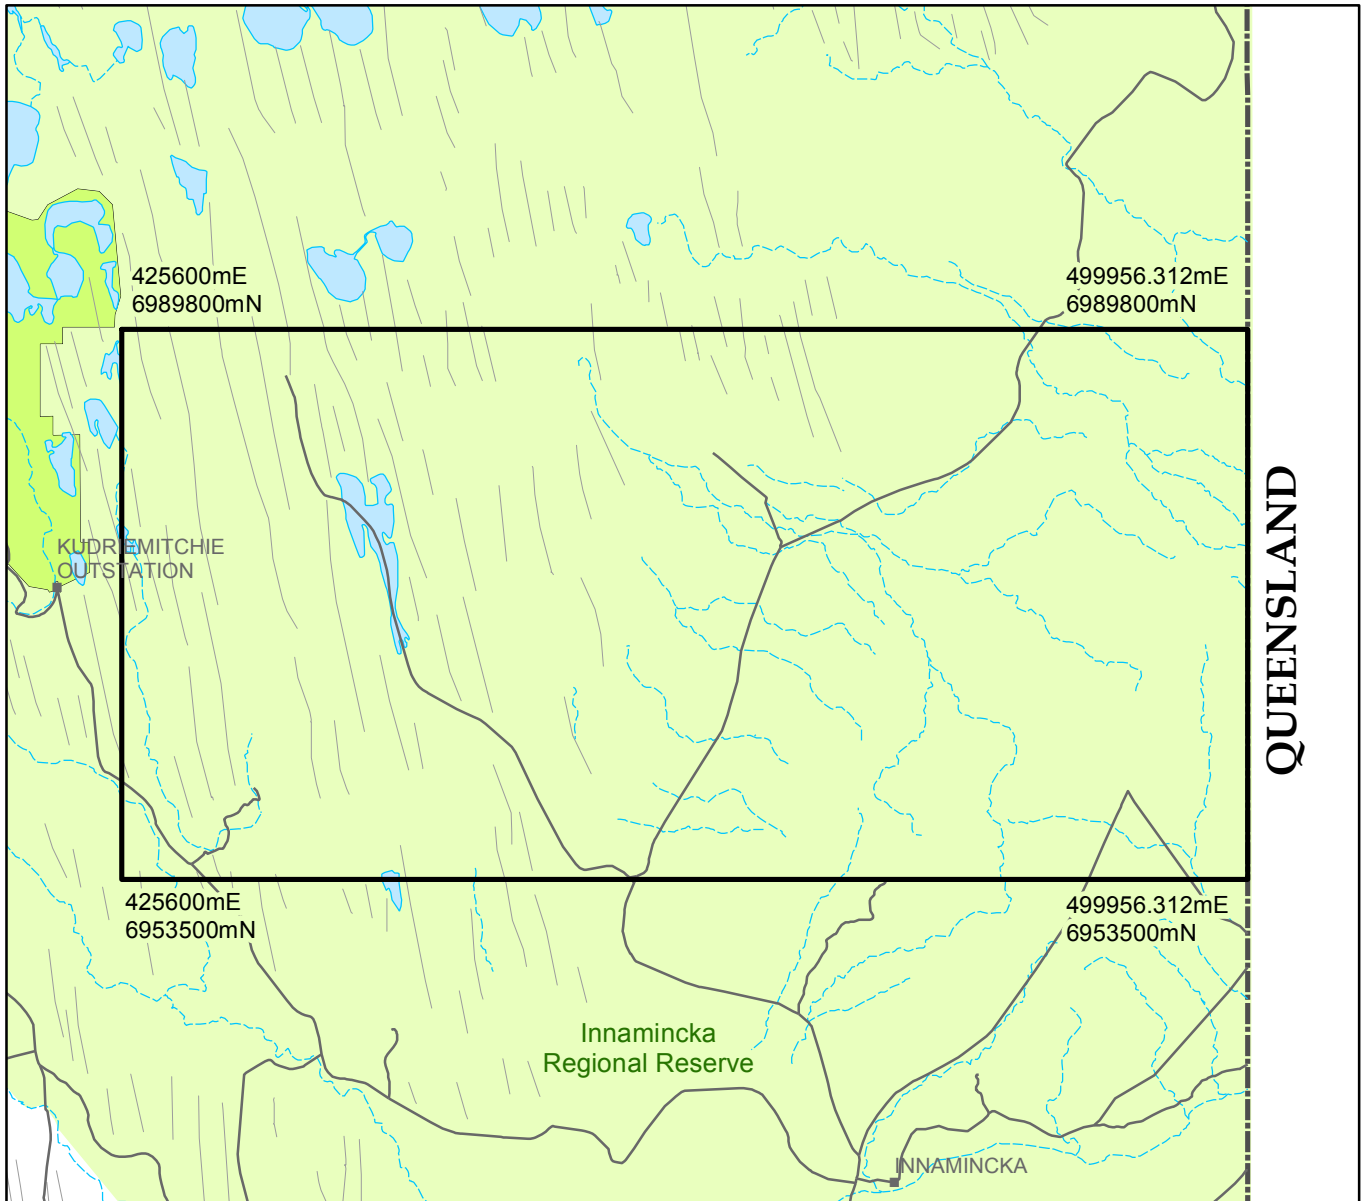 425600mE
6989800mN
499956.312mE
6989800mN
KUDRIEMITCHIE
OUTSTATION
QUEENSLAND
425600mE
6953500mN
499956.312mE
6953500mN
Innamincka
Regional Reserve
INNAMINCKA